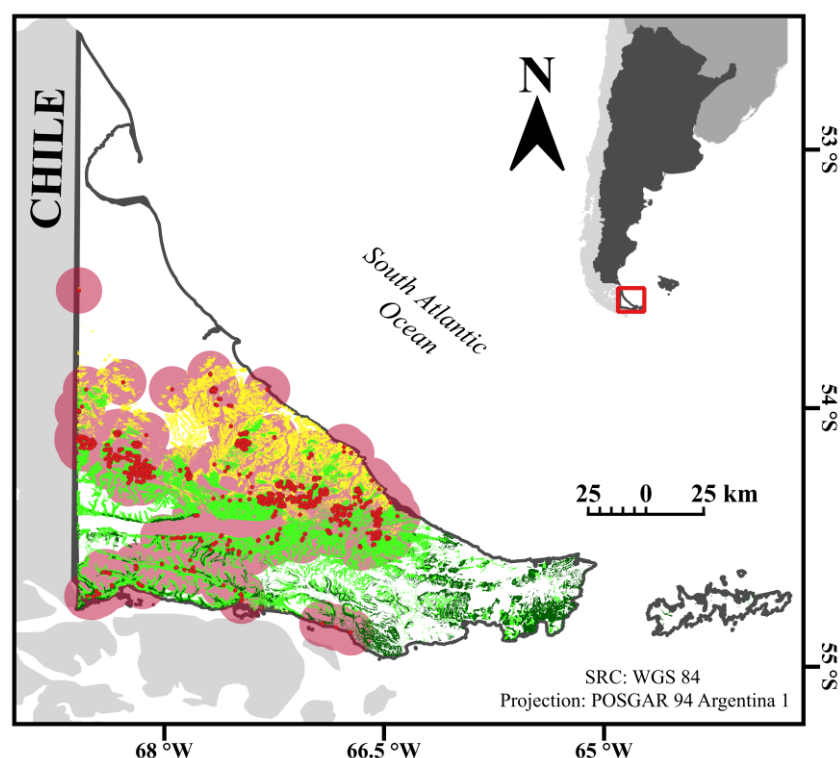 CHILE
N
South Atlantic
Ocean
53 °S
54 °S
25 0 25 km
55 °S
SRC: WGS 84
Projection: POSGAR 94 Argentina 1
68 °W 66.5 °W 65 °W